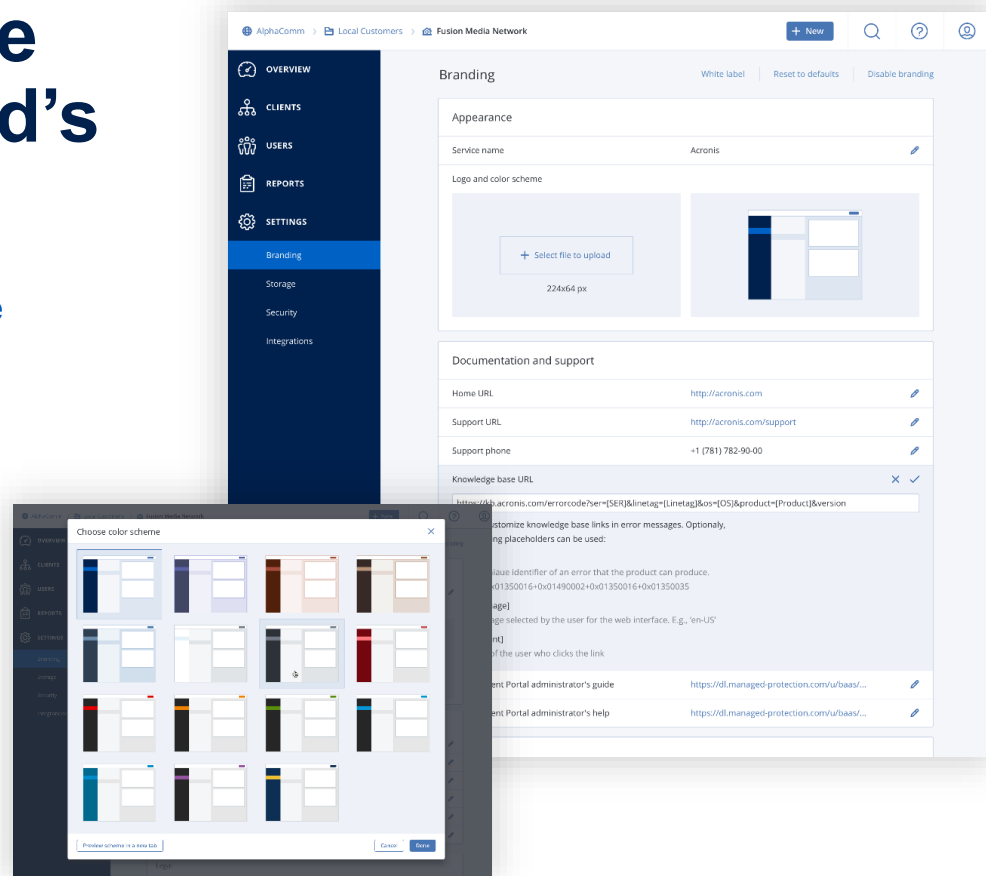 e
d's
e
AlphaComm > Local Customers > Fusion Media Network
+ New
OVERVIEW
CLIENTS
USERS
REPORTS
SETTINGS
Branding
Storage
Security
Integrations
Branding
White label
Reset to defaults
Disable branding
Appearance
Service name
Acronis
Logo and color scheme
+ Select file to upload
224x64 px
Documentation and support
Home URL
http://acronis.com
Support URL
http://acronis.com/support
Support phone
+1 (781) 782-90-00
Knowledge base URL
https://kb.acronis.com/errorcode?ser=[SER]&linetag=[Linetag]&os=[OS]&product=[Product]&version
ustomize knowledge base links in error messages. Optionaly,
ng placeholders can be used:
identifier of an error that the product can produce.
x01350016+0x01490002+0x01350016+0x01350035
age]
age selected by the user for the web interface. E.g., 'en-US'
nt]
of the user who clicks the link
ent Portal administrator's guide
https://dl.managed-protection.com/u/baas/...
ent Portal administrator's help
https://dl.managed-protection.com/u/baas/...
+ New
OVERVIEW
CLIENTS
USERS
REPORTS
SETTINGS
Choose color scheme
Preview scheme in a new tab
Cancel
Done